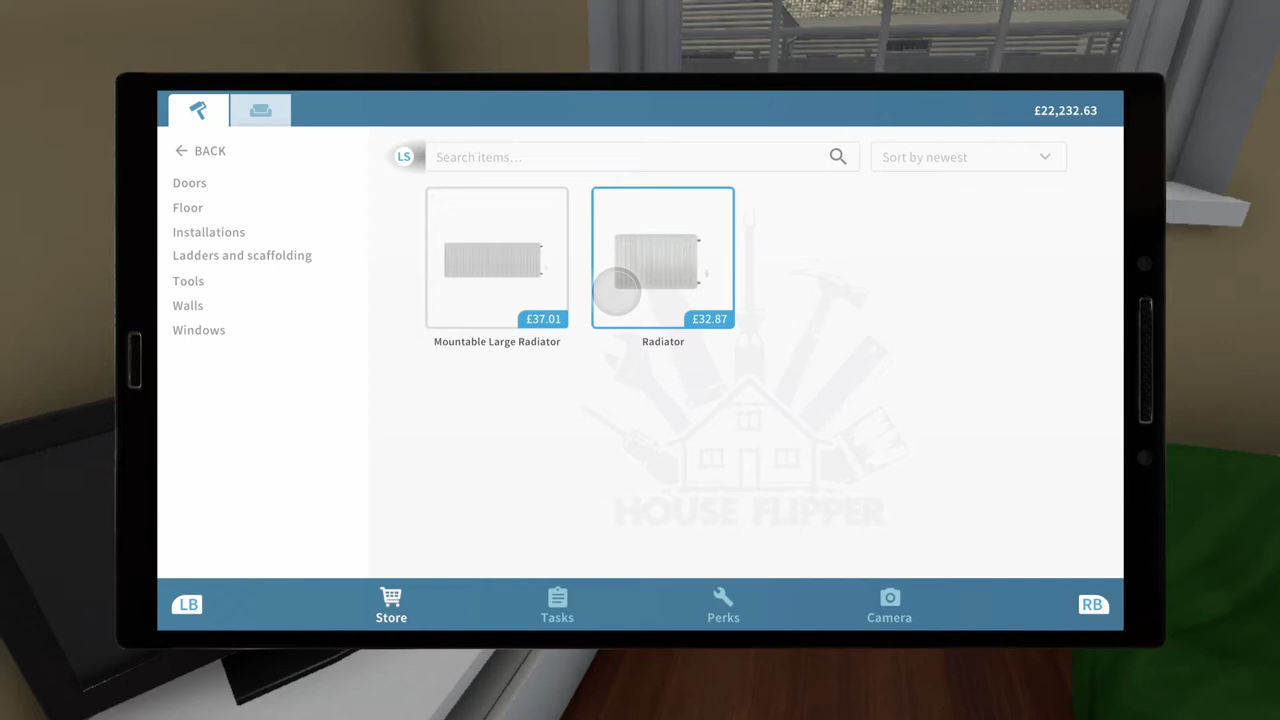 £22,232.63
BACK
Doors
Floor
Installations
Ladders and scaffolding
Tools
Walls
Windows
LS
Search items...
Sort by newest
£37.01
Mountable Large Radiator
£32.87
Radiator
HOUSE FLIPPER
LB
Store
Tasks
Perks
Camera
RB